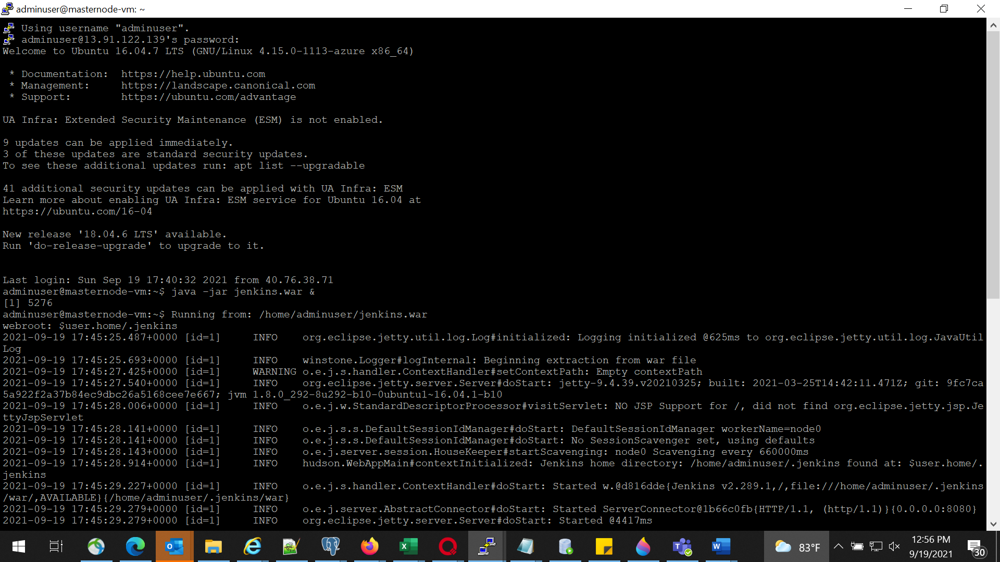 adminuser@masternode-vm: ~
Using username "adminuser".
adminuser@13.91.122.139's password:
Welcome to Ubuntu 16.04.7 LTS (GNU/Linux 4.15.0-1113-azure x86_64)
* Documentation: https://help.ubuntu.com
* Management: https://landscape.canonical.com
* Support: https://ubuntu.com/advantage
UA Infra: Extended Security Maintenance (ESM) is not enabled.
9 updates can be applied immediately.
3 of these updates are standard security updates.
To see these additional updates run: apt list --upgradable
41 additional security updates can be applied with UA Infra: ESM
Learn more about enabling UA Infra: ESM service for Ubuntu 16.04 at
https://ubuntu.com/16-04
New release '18.04.6 LTS' available.
Run 'do-release-upgrade' to upgrade to it.
Last login: Sun Sep 19 17:40:32 2021 from 40.76.38.71
adminuser@masternode-vm:~$ java -jar jenkins.war &
[1] 5276
adminuser@masternode-vm:~$ Running from: /home/adminuser/jenkins.war
webroot: $user.home/.jenkins
2021-09-19 17:45:25.487+0000 [id=1] INFO org.eclipse.jetty.util.log.Log#initialized: Logging initialized @625ms to org.eclipse.jetty.util.log.JavaUtil
Log
2021-09-19 17:45:25.693+0000 [id=1] INFO winstone.Logger#logInternal: Beginning extraction from war file
2021-09-19 17:45:27.425+0000 [id=1] WARNING o.e.j.s.handler.ContextHandler#setContextPath: Empty contextPath
2021-09-19 17:45:27.540+0000 [id=1] INFO org.eclipse.jetty.server.Server#doStart: jetty-9.4.39.v20210325; built: 2021-03-25T14:42:11.471Z; git: 9fc7ca
5a922f2a37b84ec9dbc26a5168cee7e667; jvm 1.8.0_292-8u292-b10-0ubuntu1~16.04.1-b10
2021-09-19 17:45:28.006+0000 [id=1] INFO o.e.j.w.StandardDescriptorProcessor#visitServlet: NO JSP Support for /, did not find org.eclipse.jetty.jsp.Je
ttyJspServlet
2021-09-19 17:45:28.141+0000 [id=1] INFO o.e.j.s.s.DefaultSessionIdManager#doStart: DefaultSessionIdManager workerName=node0
2021-09-19 17:45:28.141+0000 [id=1] INFO o.e.j.s.s.DefaultSessionIdManager#doStart: No SessionScavenger set, using defaults
2021-09-19 17:45:28.143+0000 [id=1] INFO o.e.j.server.session.HouseKeeper#startScavenging: node0 Scavenging every 660000ms
2021-09-19 17:45:28.914+0000 [id=1] INFO hudson.WebAppMain#contextInitialized: Jenkins home directory: /home/adminuser/.jenkins found at: $user.home/.
jenkins
2021-09-19 17:45:29.227+0000 [id=1] INFO o.e.j.s.handler.ContextHandler#doStart: Started w.@d816dde{Jenkins v2.289.1,/,file:///home/adminuser/.jenkins
/war/,AVAILABLE}{/home/adminuser/.jenkins/war}
2021-09-19 17:45:29.279+0000 [id=1] INFO o.e.j.server.AbstractConnector#doStart: Started ServerConnector@1b66c0fb{HTTP/1.1, (http/1.1)}{0.0.0.0:8080}
2021-09-19 17:45:29.279+0000 [id=1] INFO org.eclipse.jetty.server.Server#doStart: Started @4417ms
83°F
12:56 PM
9/19/2021
30